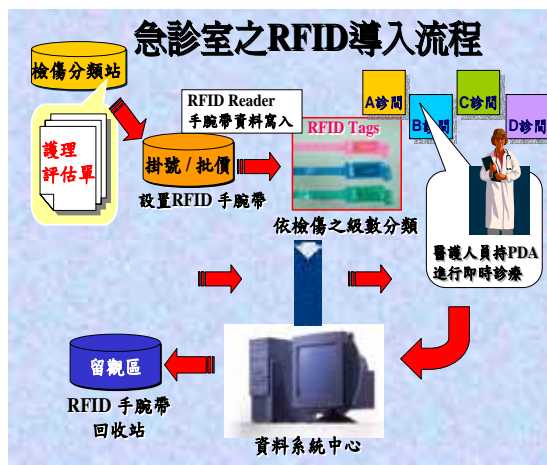 急診室之RFID導入流程
檢傷分類站
護理
評估單
RFID Reader
手腕帶資料寫入
掛號 / 批價
設置RFID 手腕帶
RFID Tags
依檢傷之級數分類
A診間
B診間
C診間
D診間
醫護人員持PDA
進行即時診療
留觀區
RFID 手腕帶
回收站
資料系統中心